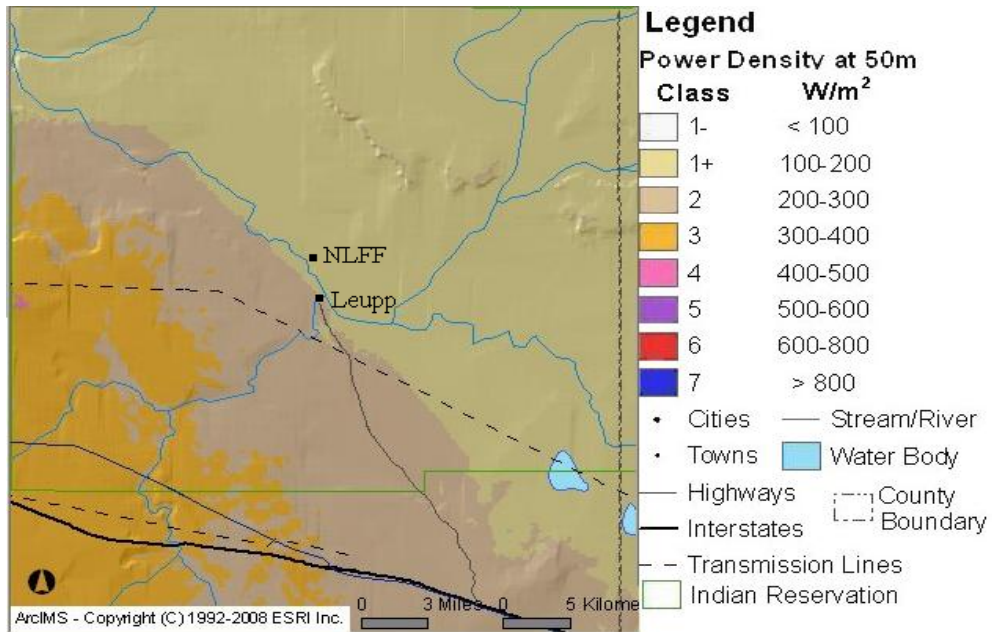 NLFF
Leupp
0 3 Miles 0 5 Kilome
ArcIMS - Copyright (C) 1992-2008 ESRI Inc.
Legend
Power Density at 50m
Class W/m²
1- < 100
1+ 100-200
2 200-300
3 300-400
4 400-500
5 500-600
6 600-800
7 > 800
Cities Stream/River
Towns Water Body
Highways County
Interstates Boundary
Transmission Lines
Indian Reservation